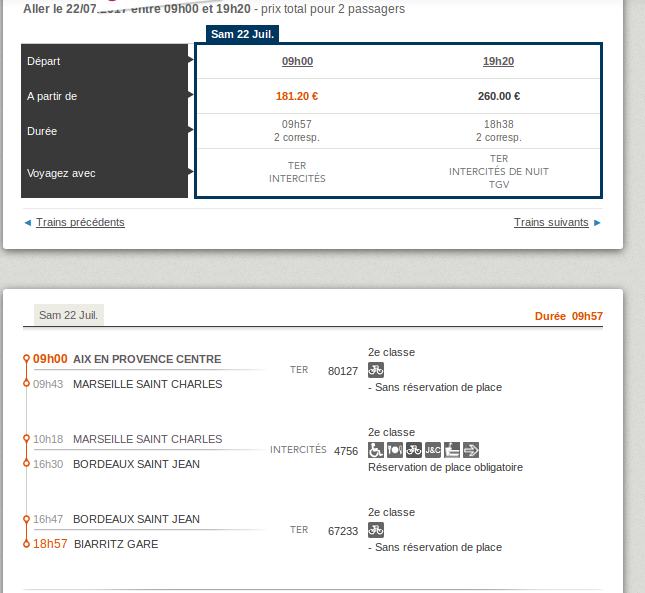 Aller le 22/07/2017 entre 09h00 et 19h20 - prix total pour 2 passagers
Sam 22 Juil.
Départ 09h00 19h20
A partir de 181.20 € 260.00 €
Durée 09h57 18h38
2 corresp. 2 corresp.
Voyagez avec TER TER
INTERCITÉS INTERCITÉS DE NUIT
TGV
◄ Trains précédents Trains suivants ►
Sam 22 Juil. Durée 09h57
2e classe
09h00 AIX EN PROVENCE CENTRE
TER 80127
09h43 MARSEILLE SAINT CHARLES
- Sans réservation de place
2e classe
10h18 MARSEILLE SAINT CHARLES
INTERCITÉS 4756 J&C
16h30 BORDEAUX SAINT JEAN
Réservation de place obligatoire
2e classe
16h47 BORDEAUX SAINT JEAN
TER 67233
18h57 BIARRITZ GARE
- Sans réservation de place